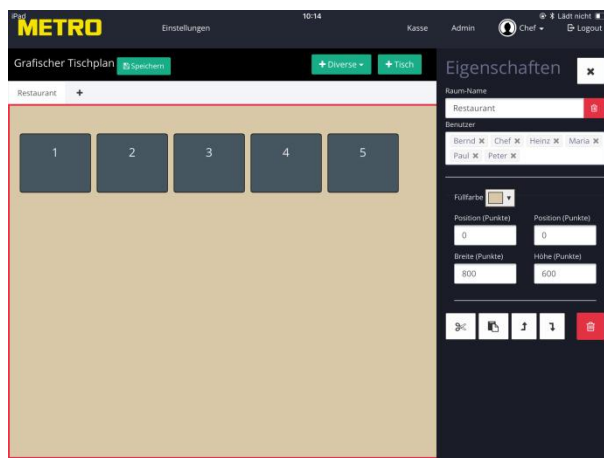 iPad
10:14
Lädt nicht
METRO
Einstellungen
Kasse
Admin
Chef
Logout
Grafischer Tischplan
Speichern
+ Diverse
+ Tisch
Eigenschaften
Restaurant +
Raum-Name
Restaurant
Benutzer
Bernd × Chef × Heinz × Maria ×
Paul × Peter ×
1 2 3 4 5
Füllfarbe
Position (Punkte) Position (Punkte)
0 0
Breite (Punkte) Höhe (Punkte)
800 600